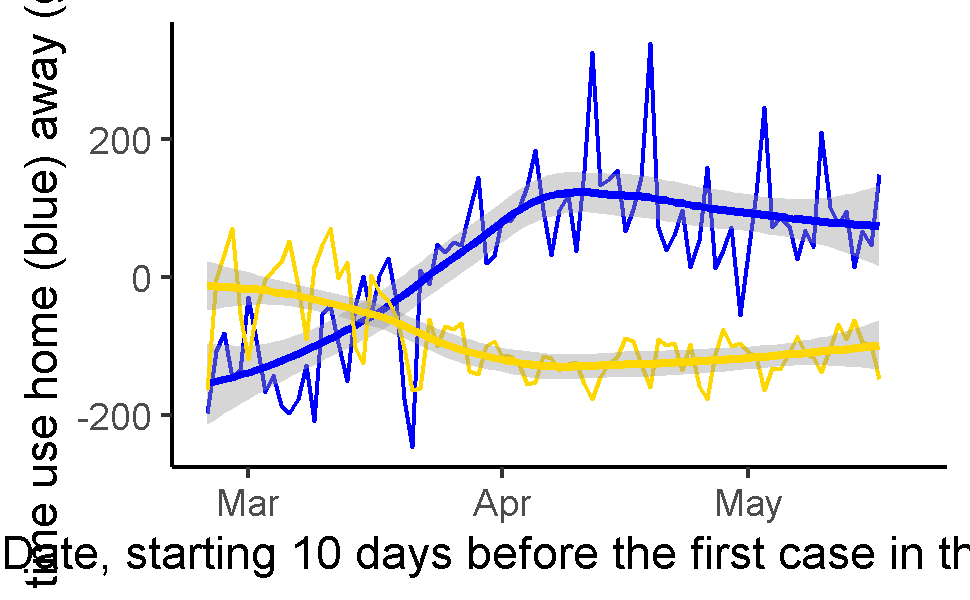 time use home (blue) away (
200
0
-200
Mar Apr May
Date, starting 10 days before the first case in th